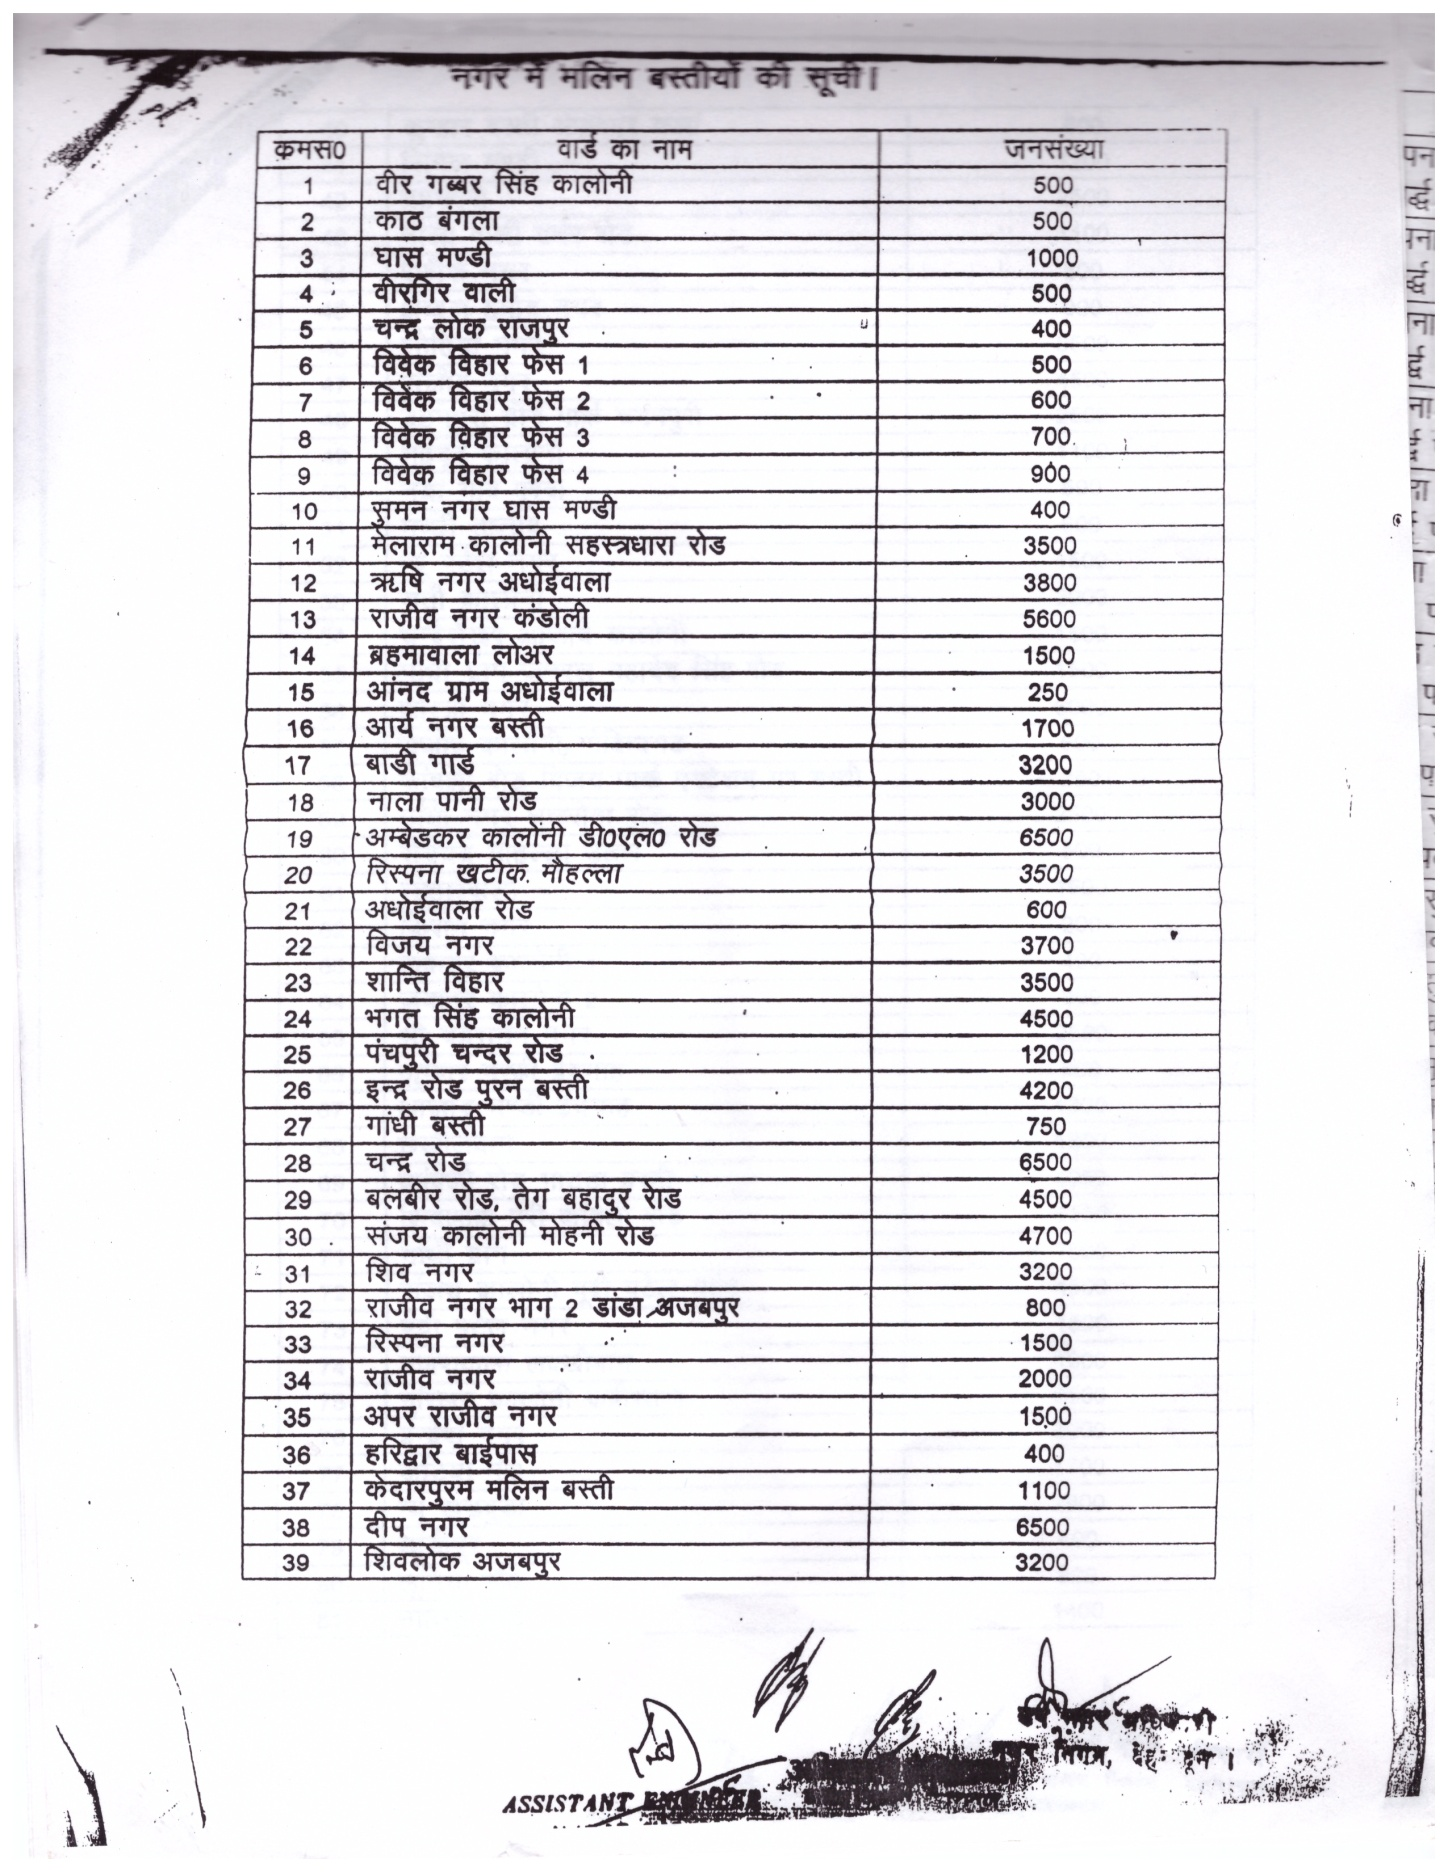 नगर में मलिन बस्तीयों की सूची।
कमस0 वार्ड का नाम जनसंख्या
1 वीर गब्बर सिंह कालोनी 500
2 काठ बंगला 500
3 घास मण्डी 1000
4 वीरगिर वाली 500
5 चन्द्र लोक राजपुर 400
6 विवेक विहार फेस 1 500
7 विवेक विहार फेस 2 600
8 विवेक विहार फेस 3 700
9 विवेक विहार फेस 4 900
10 सुमन नगर घास मण्डी 400
11 मेलाराम कालोनी सहस्त्रधारा रोड 3500
12 ऋषि नगर अधोईवाला 3800
13 राजीव नगर कंडोली 5600
14 ब्रहमावाला लोअर 1500
15 आंनद ग्राम अधोईवाला 250
16 आर्य नगर बस्ती 1700
17 बाडी गार्ड 3200
18 नाला पानी रोड 3000
19 अम्बेडकर कालोंनी डी0एल0 रोड 6500
20 रिस्पना खटीक मौहल्ला 3500
21 अधोईवाला रोड 600
22 विजय नगर 3700
23 शान्ति विहार 3500
24 भगत सिंह कालोनी 4500
25 पंचपुरी चन्दर रोड 1200
26 इन्द्र रोड पुरन बस्ती 4200
27 गांधी बस्ती 750
28 चन्द्र रोड 6500
29 बलबीर रोड, तेग बहादुर रोड 4500
30 संजय कालोनी मोहनी रोड 4700
31 शिव नगर 3200
32 राजीव नगर भाग 2 डांडा अजबपुर 800
33 रिस्पना नगर 1500
34 राजीव नगर 2000
35 अपर राजीव नगर 1500
36 हरिद्वार बाईपास 400
37 केदारपुरम मलिन बस्ती 1100
38 दीप नगर 6500
39 शिवलोक अजबपुर 3200
नगर निगम,
ASSISTANT ENGINEER